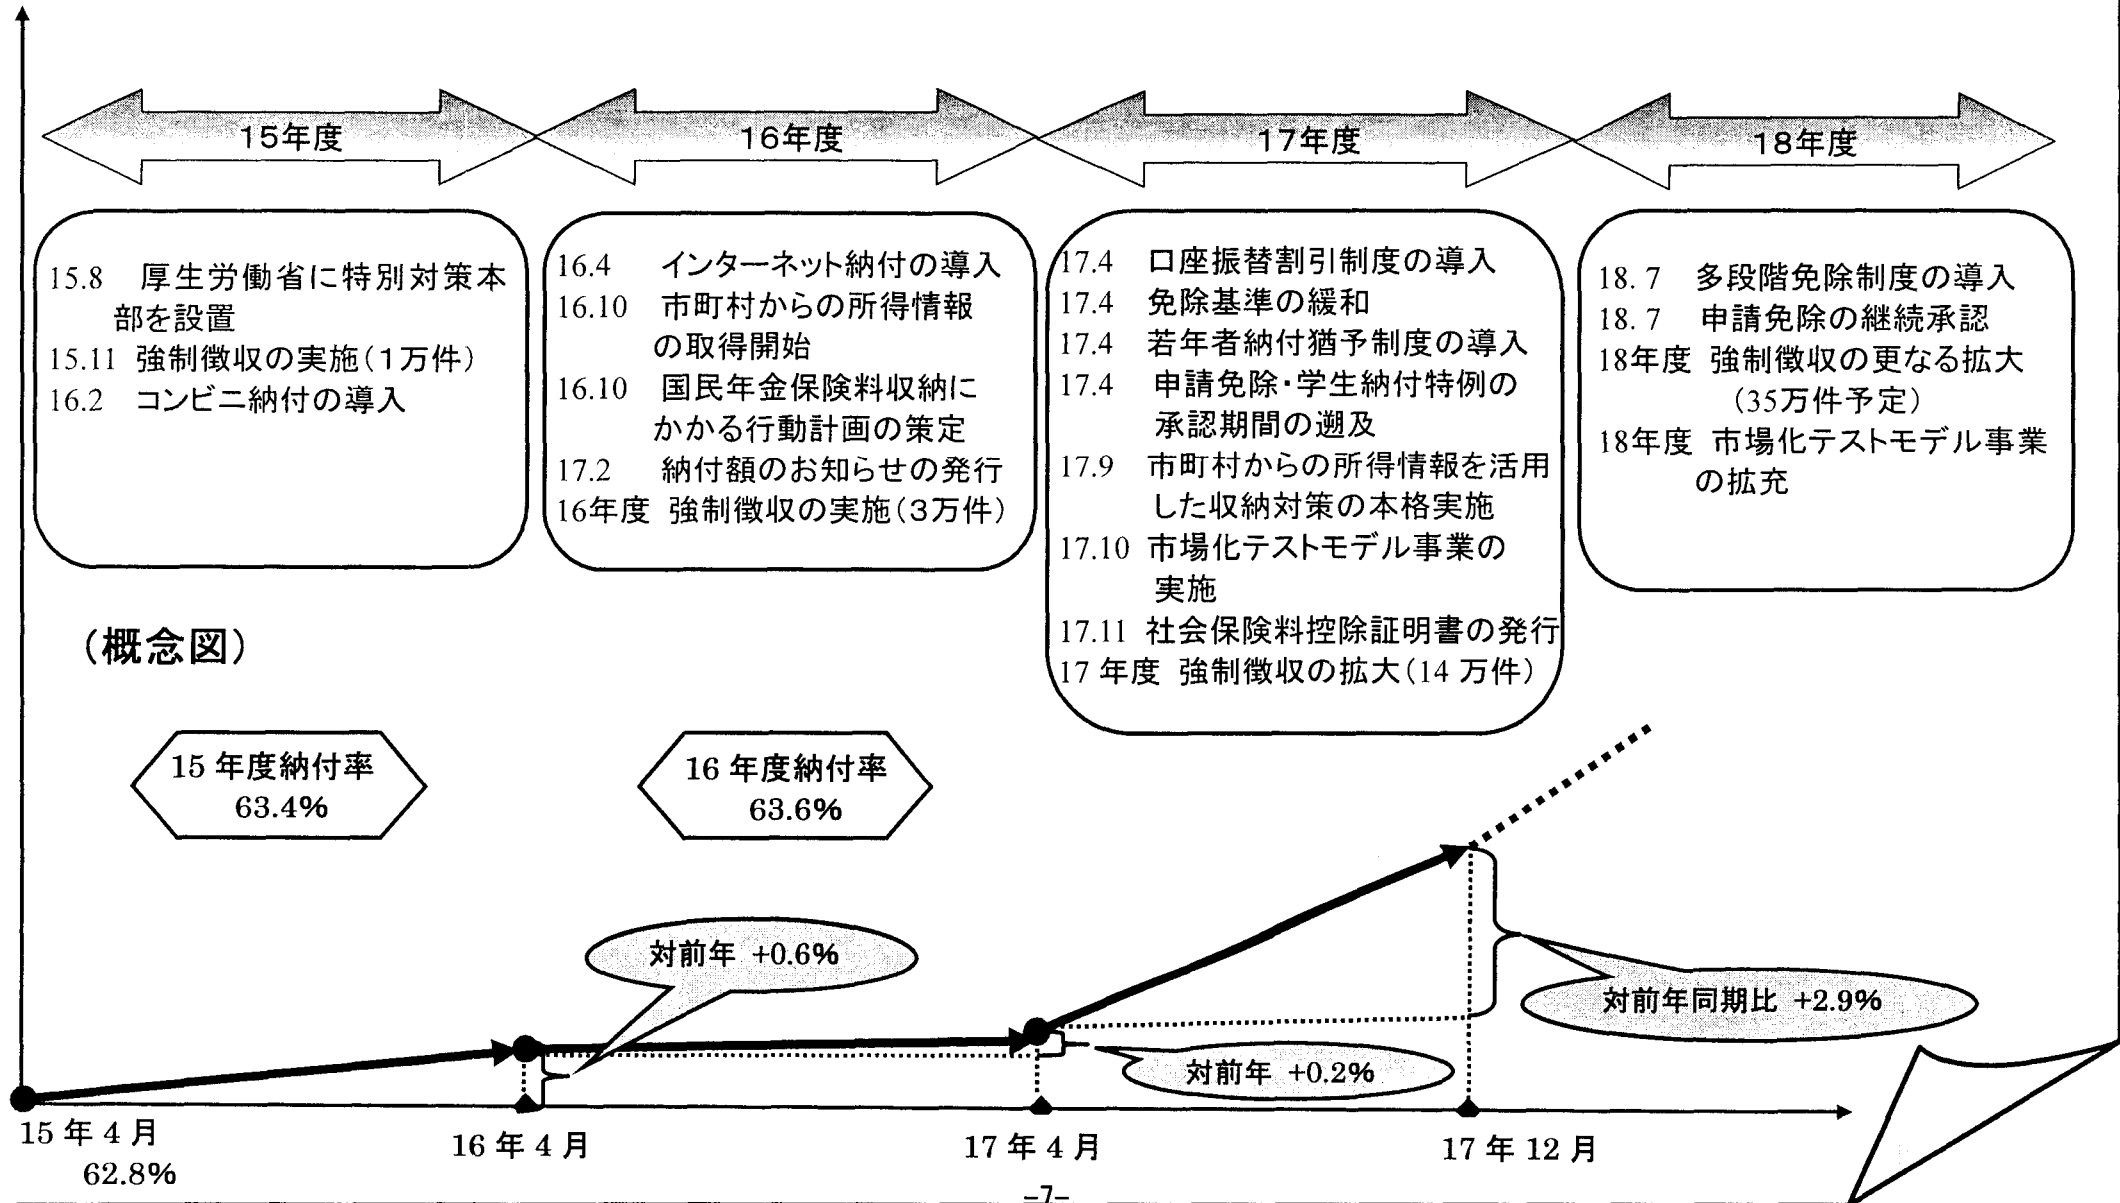 15年度
16年度
17年度
18年度
15.8 厚生労働省に特別対策本
部を設置
15.11 強制徴収の実施(1万件)
16.2 コンビニ納付の導入
16.4 インターネット納付の導入
16.10 市町村からの所得情報
の取得開始
16.10 国民年金保険料収納に
かかる行動計画の策定
17.2 納付額のお知らせの発行
16年度 強制徴収の実施(3万件)
17.4 口座振替割引制度の導入
17.4 免除基準の緩和
17.4 若年者納付猶予制度の導入
17.4 申請免除・学生納付特例の
承認期間の遡及
17.9 市町村からの所得情報を活用
した収納対策の本格実施
17.10 市場化テストモデル事業の
実施
17.11 社会保険料控除証明書の発行
17 年度 強制徴収の拡大(14 万件)
18. 7 多段階免除制度の導入
18. 7 申請免除の継続承認
18年度 強制徴収の更なる拡大
(35万件予定)
18年度 市場化テストモデル事業
の拡充
(概念図)
15 年度納付率
63.4%
16 年度納付率
63.6%
対前年 +0.6%
対前年同期比 +2.9%
対前年 +0.2%
15 年 4 月
62.8%
16 年 4 月
17 年 4 月
17 年 12 月
-7-